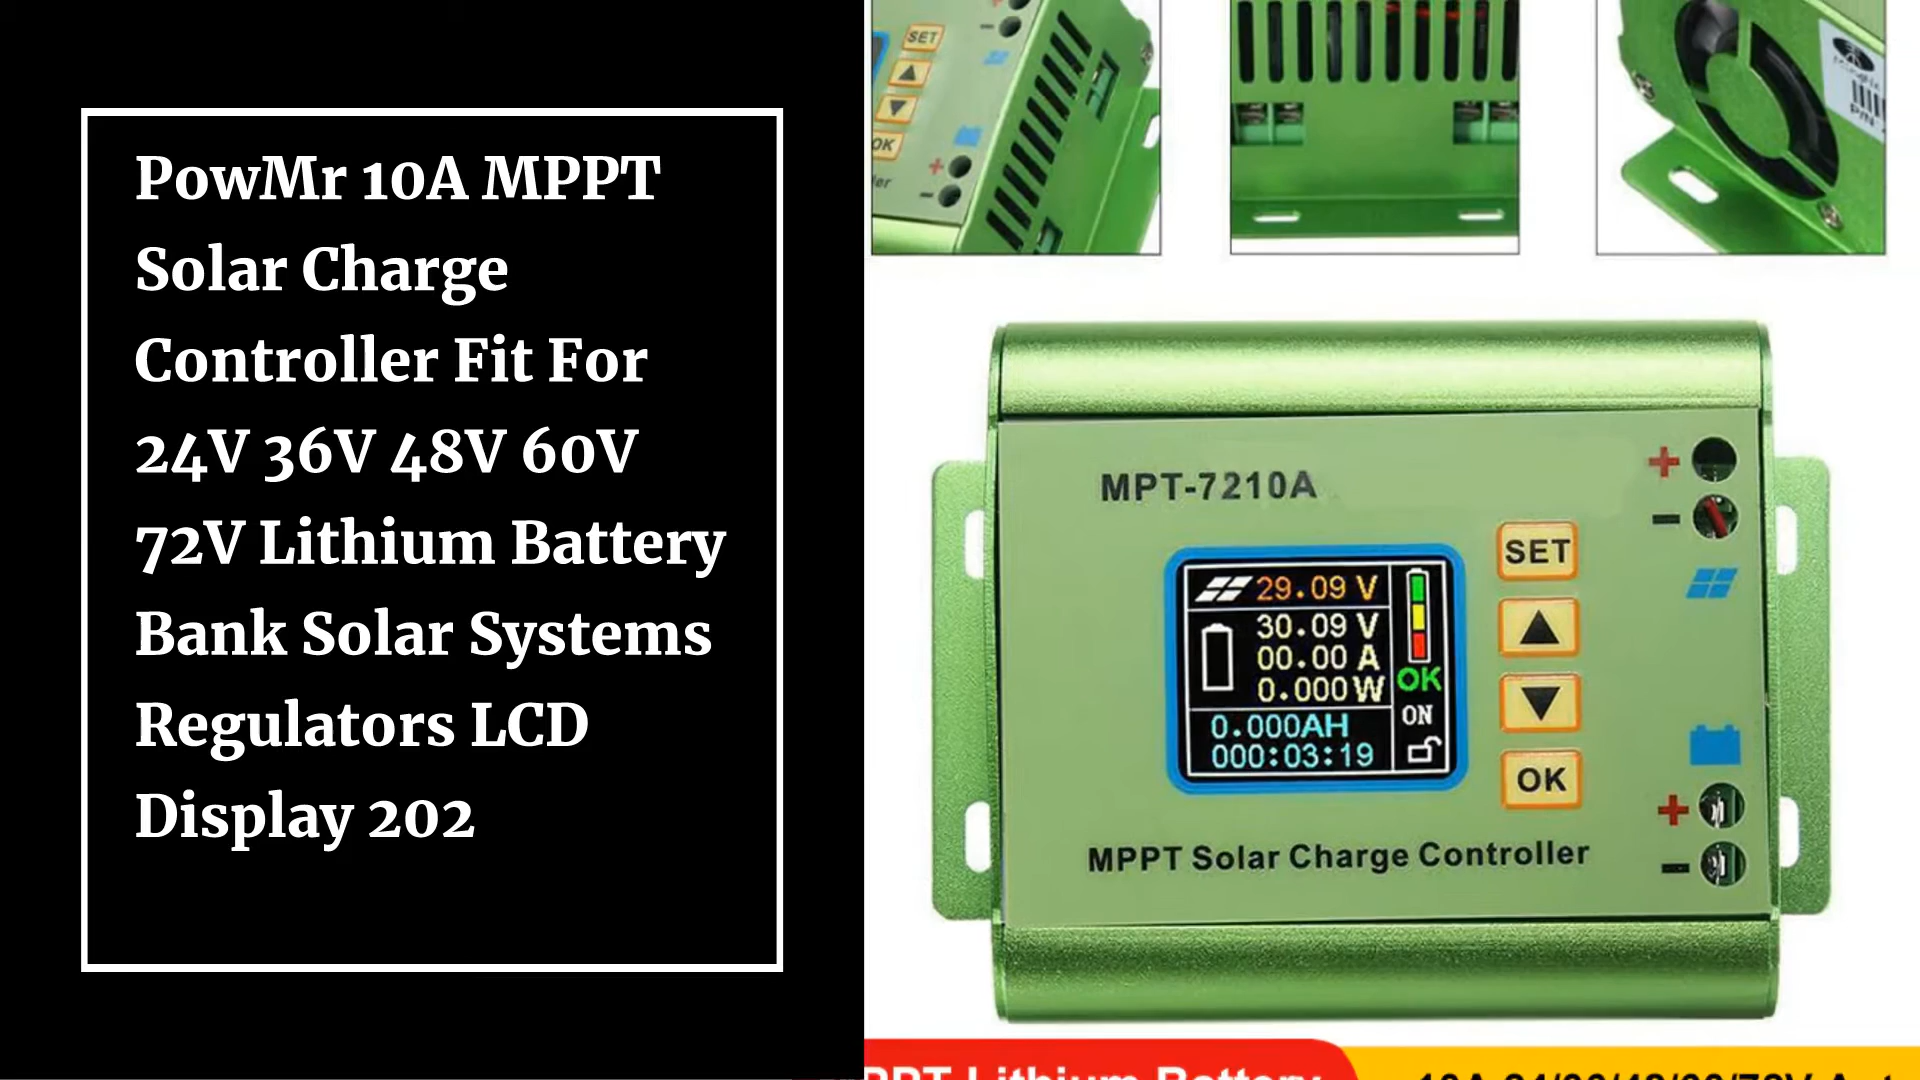 PowMr 10A MPPT
Solar Charge
Controller Fit For
24V 36V 48V 60V
72V Lithium Battery
Bank Solar Systems
Regulators LCD
Display 202
SET
OK
MPT-7210A
SET
29.09 V
30.09 V
00.00 A
0.000 W
OK
ON
0.000AH
000:03:19
OK
MPPT Solar Charge Controller
Lithium Battery